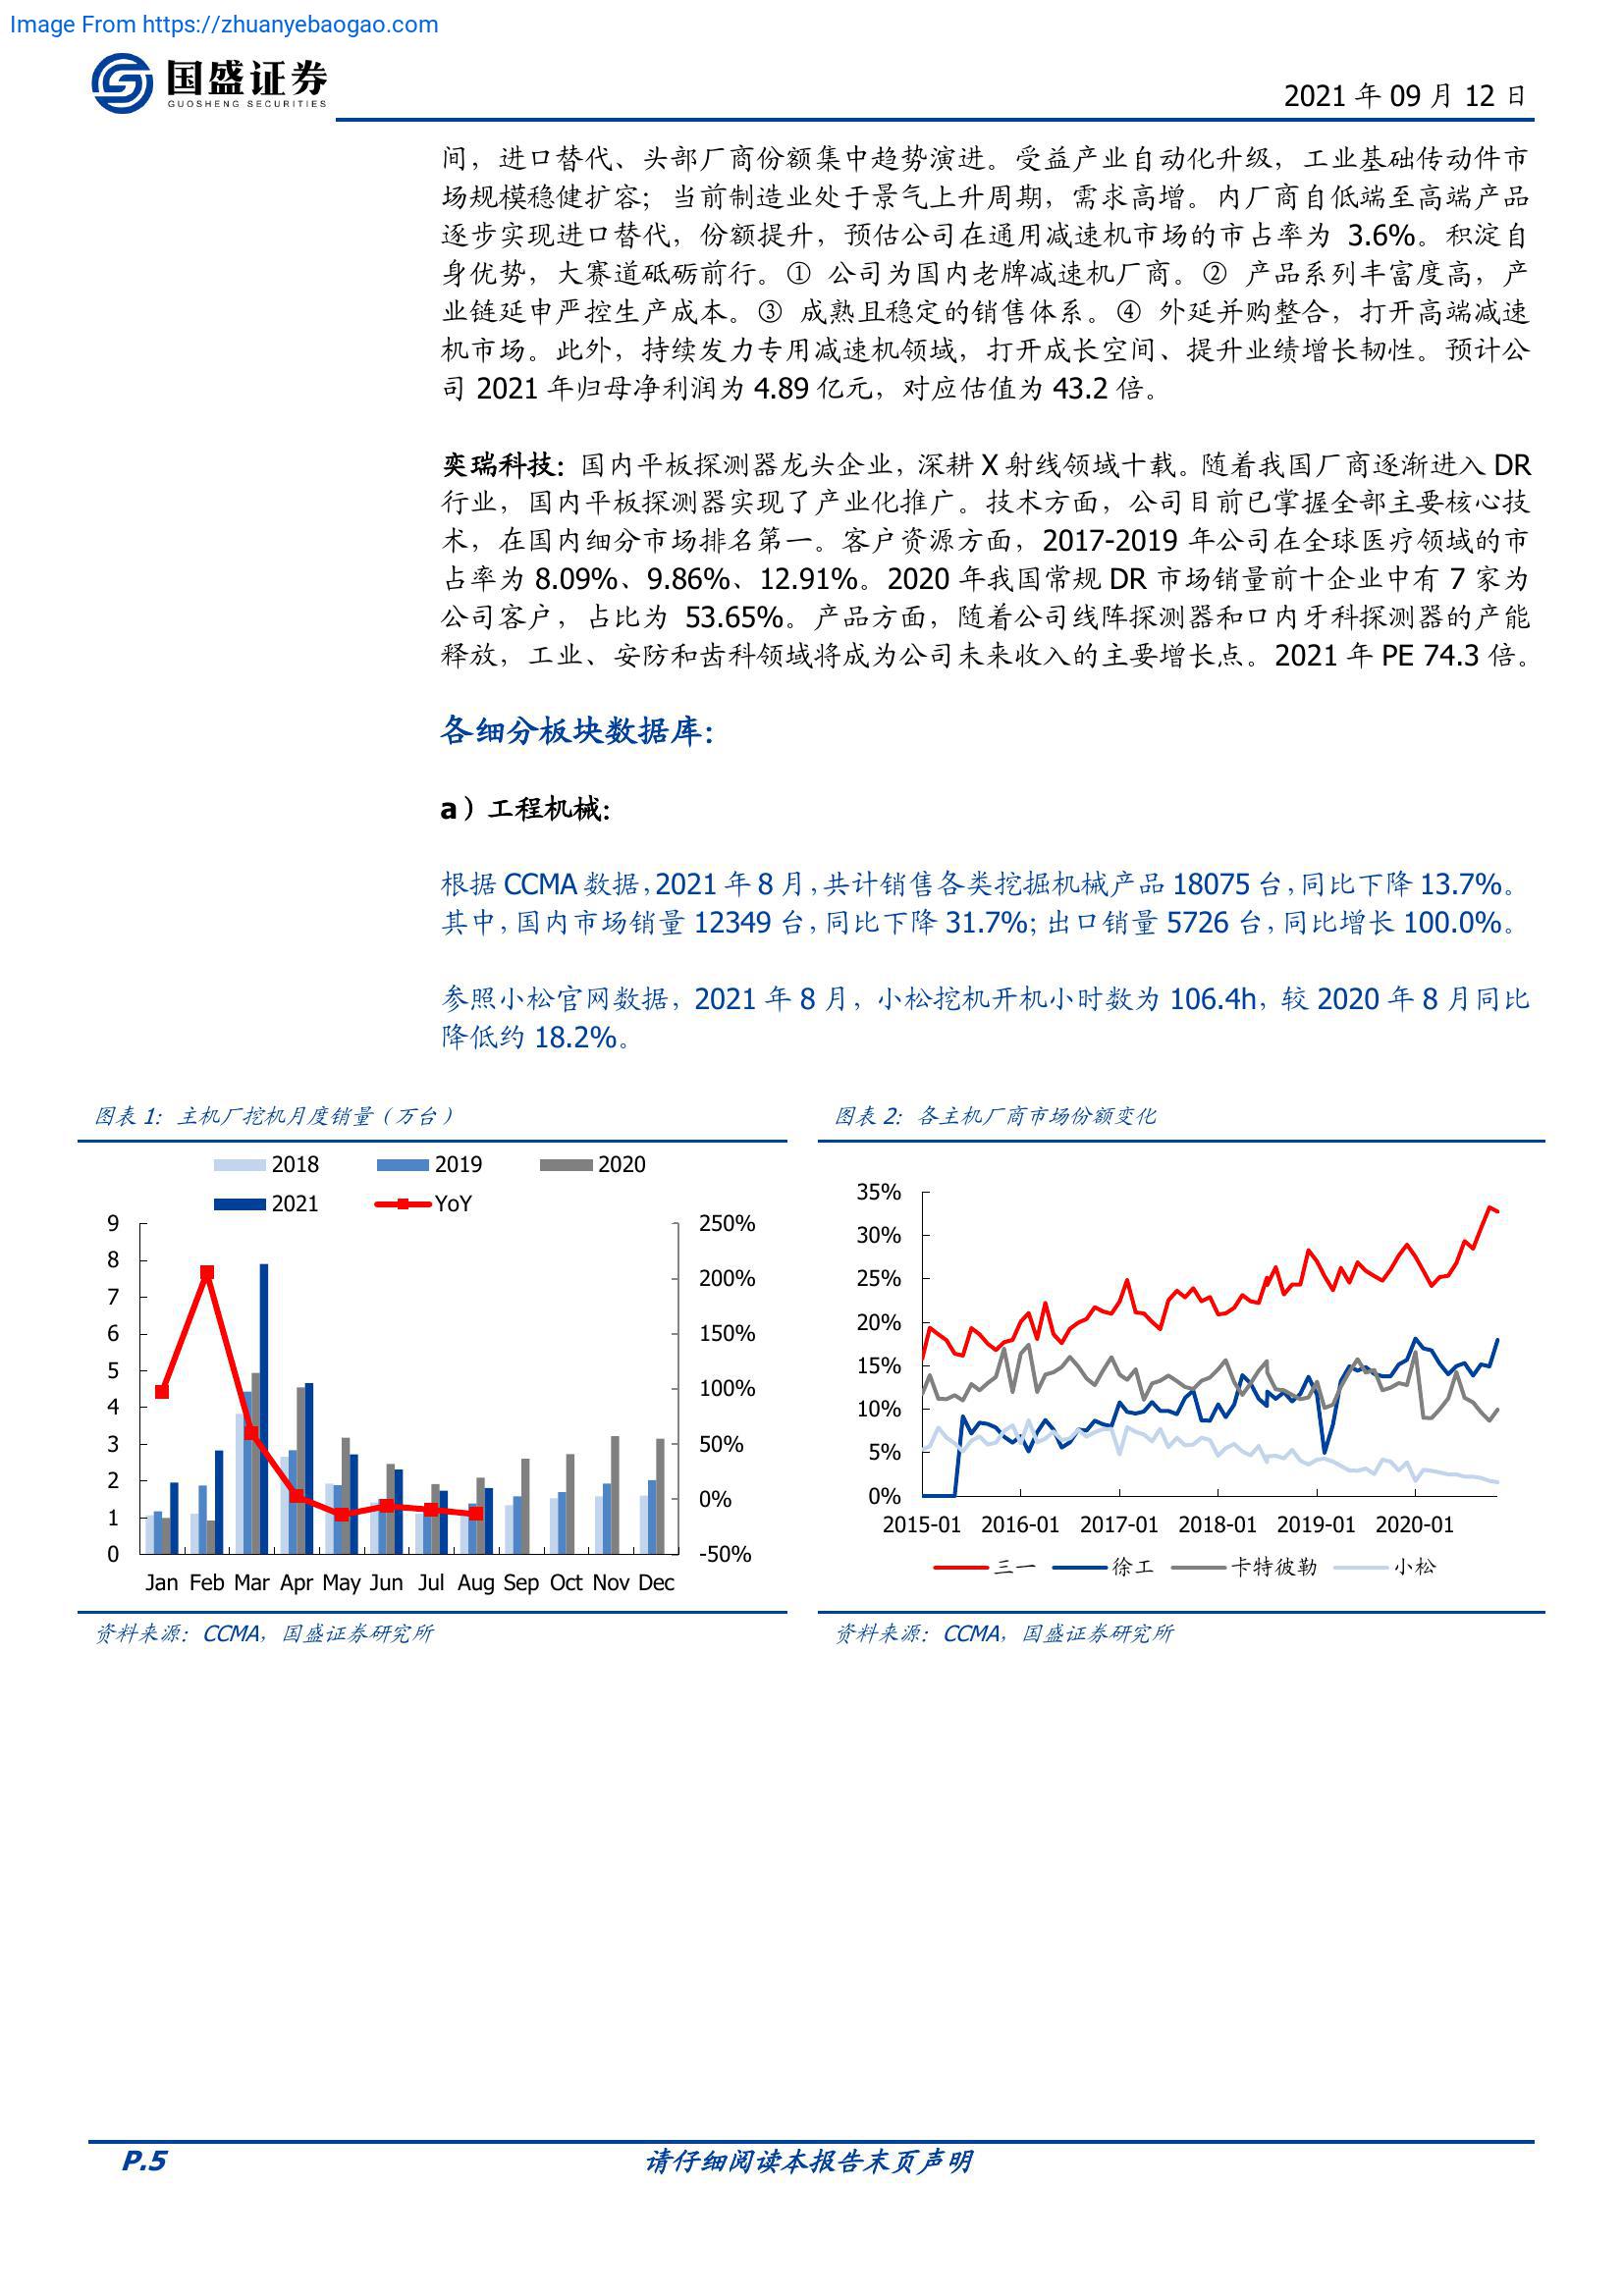 Image From https://zhuanyebaogao.com
国盛证券
GUOSHENG SECURITIES
2021 年 09 月 12 日
间，进口替代、头部厂商份额集中趋势演进。受益产业自动化升级，工业基础传动件市
场规模稳健扩容；当前制造业处于景气上升周期，需求高增。内厂商自低端至高端产品
逐步实现进口替代，份额提升，预估公司在通用减速机市场的市占率为 3.6%。积淀自
身优势，大赛道砥砺前行。① 公司为国内老牌减速机厂商。② 产品系列丰富度高，产
业链延申严控生产成本。③ 成熟且稳定的销售体系。④ 外延并购整合，打开高端减速
机市场。此外，持续发力专用减速机领域，打开成长空间、提升业绩增长韧性。预计公
司 2021 年归母净利润为 4.89 亿元，对应估值为 43.2 倍。
奕瑞科技：国内平板探测器龙头企业，深耕 X 射线领域十载。随着我国厂商逐渐进入 DR
行业，国内平板探测器实现了产业化推广。技术方面，公司目前已掌握全部主要核心技
术，在国内细分市场排名第一。客户资源方面，2017-2019 年公司在全球医疗领域的市
占率为 8.09%、9.86%、12.91%。2020 年我国常规 DR 市场销量前十企业中有 7 家为
公司客户，占比为 53.65%。产品方面，随着公司线阵探测器和口内牙科探测器的产能
释放，工业、安防和齿科领域将成为公司未来收入的主要增长点。2021 年 PE 74.3 倍。
各细分板块数据库：
a）工程机械：
根据 CCMA 数据，2021 年 8 月，共计销售各类挖掘机械产品 18075 台，同比下降 13.7%。
其中，国内市场销量 12349 台，同比下降 31.7%；出口销量 5726 台，同比增长 100.0%。
参照小松官网数据，2021 年 8 月，小松挖机开机小时数为 106.4h，较 2020 年 8 月同比
降低约 18.2%。
图表 1：主机厂挖机月度销量（万台）
2018 2019 2020
2021 YoY
9 250%
8 200%
7
6 150%
5
4 100%
3 50%
2
1 0%
0 -50%
Jan Feb Mar Apr May Jun Jul Aug Sep Oct Nov Dec
资料来源：CCMA，国盛证券研究所
图表 2：各主机厂商市场份额变化
35%
30%
25%
20%
15%
10%
5%
0%
2015-01 2016-01 2017-01 2018-01 2019-01 2020-01
三一 徐工 卡特彼勒 小松
资料来源：CCMA，国盛证券研究所
P.5
请仔细阅读本报告末页声明